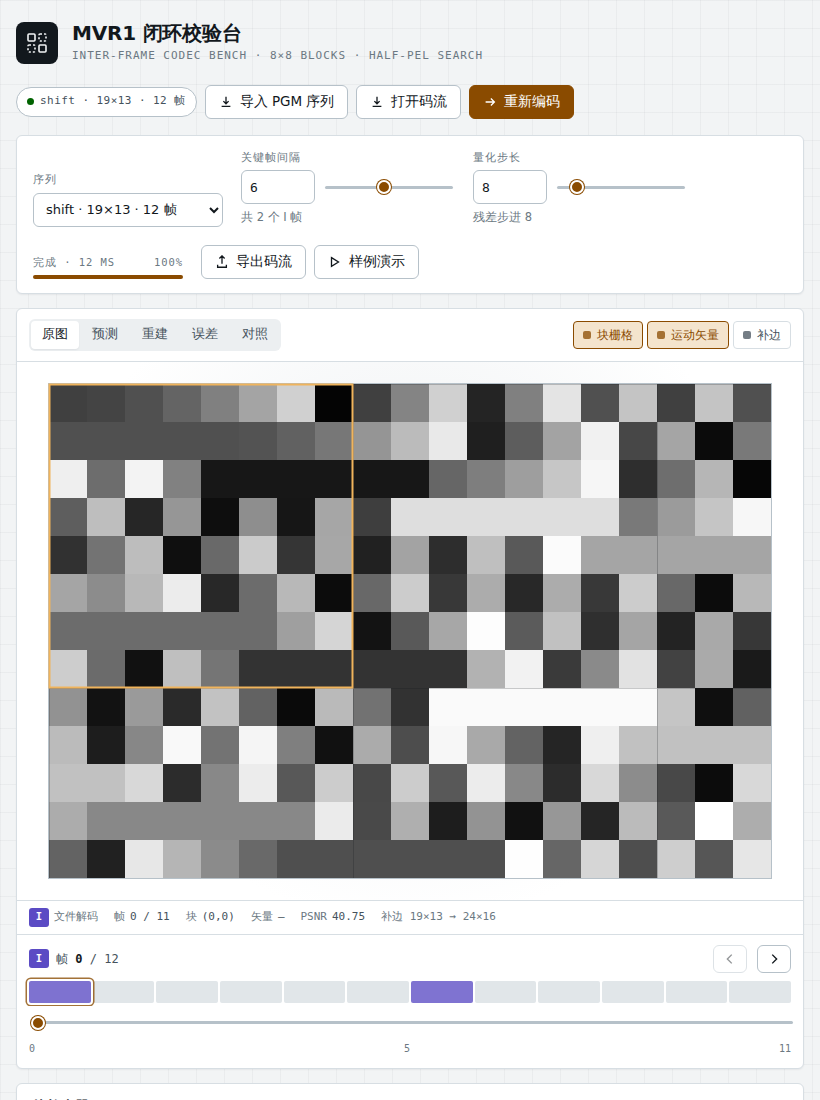 MVR1 闭环校验台
INTER-FRAME CODEC BENCH · 8×8 BLOCKS · HALF-PEL SEARCH
shift · 19×13 · 12 帧
导入 PGM 序列
打开码流
重新编码
序列
shift · 19×13 · 12 帧
关键帧间隔
6
共 2 个 I 帧
量化步长
8
残差步进 8
完成 · 12 MS 100%
导出码流
样例演示
原图 预测 重建 误差 对照
块栅格 运动矢量 补边
I 文件解码 帧 0 / 11 块 (0,0) 矢量 — PSNR 40.75 补边 19×13 → 24×16
I 帧 0 / 12
0 5 11